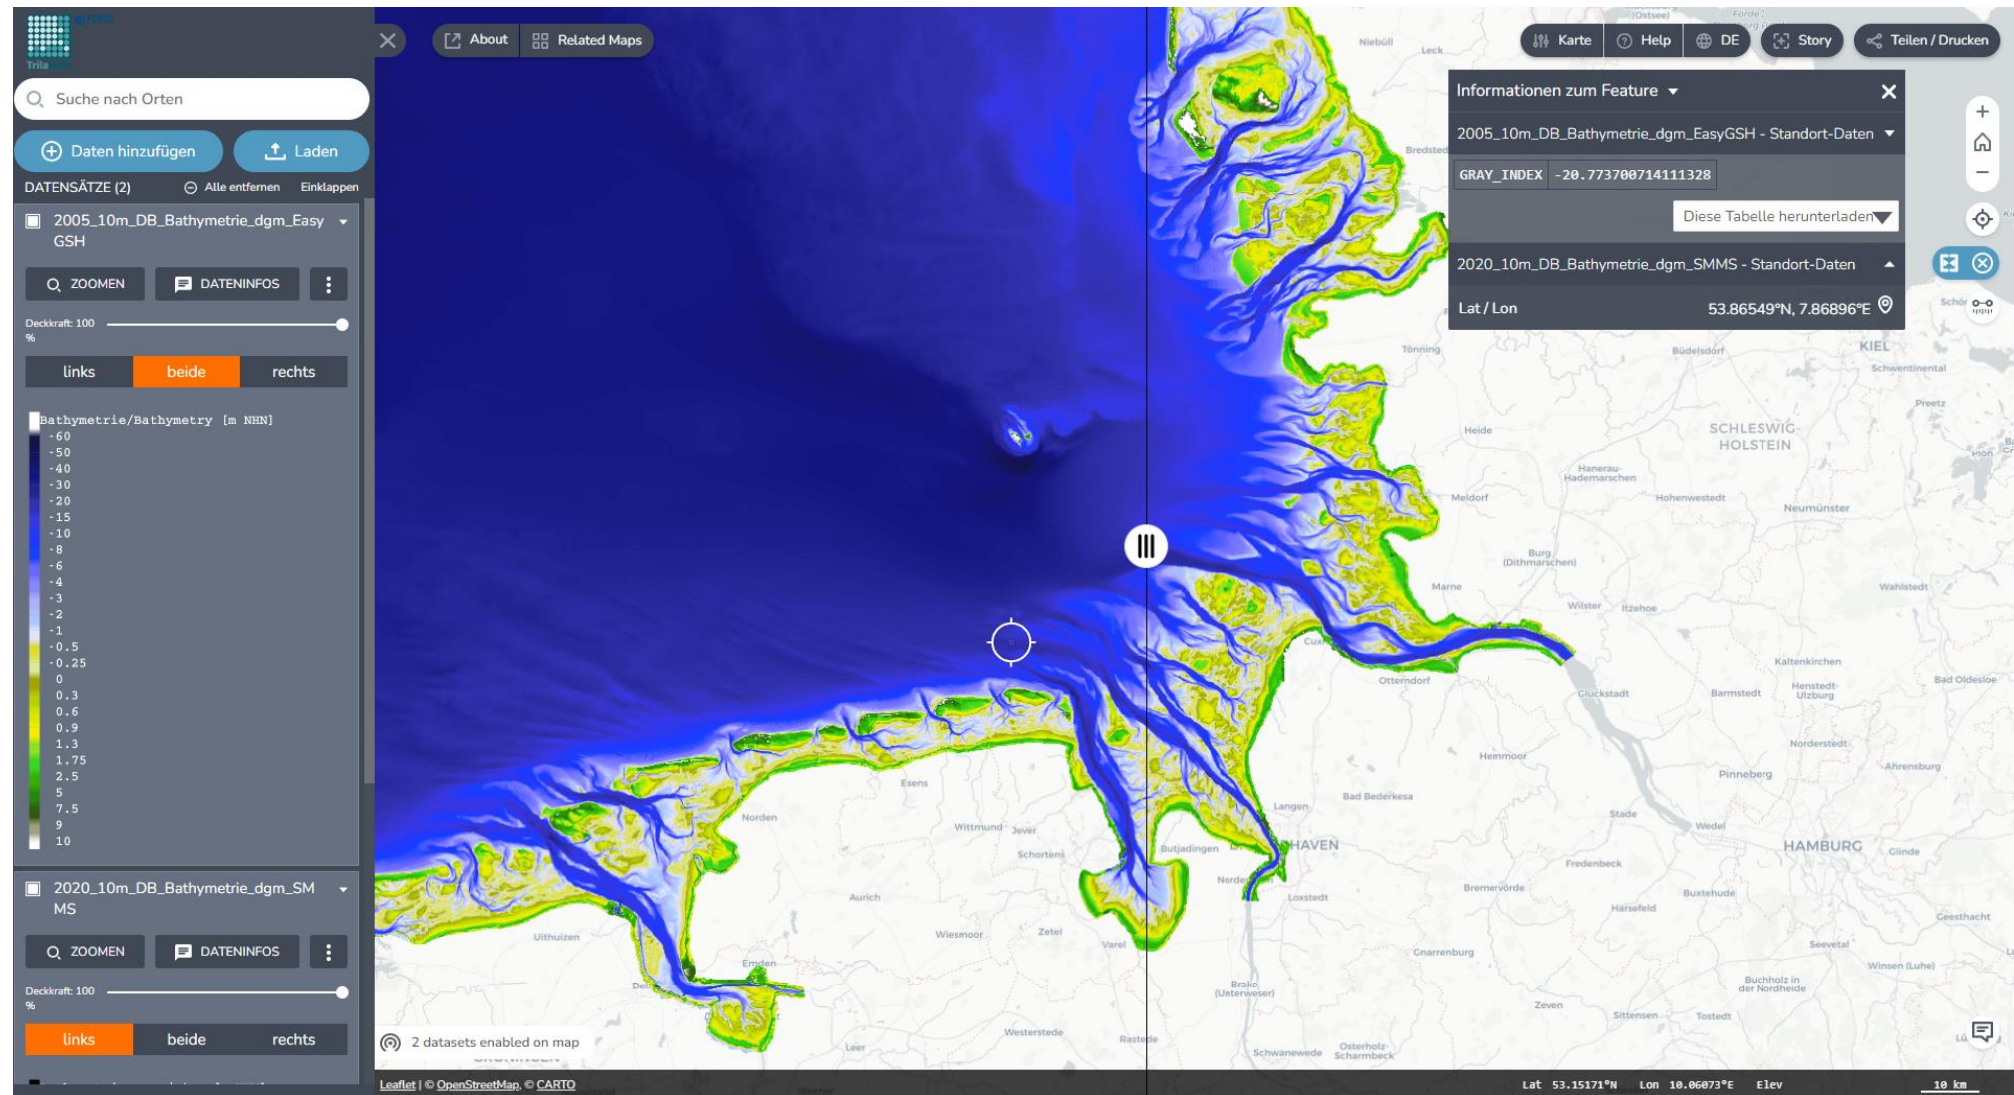 Trila
Suche nach Orten
Daten hinzufügen
Laden
DATENSÄTZE (2)
Alle entfernen
Einklappen
2005_10m_DB_Bathymetrie_dgm_Easy
GSH
ZOOMEN
DATENINFOS
Deckkraft: 100
%
links
beide
rechts
Bathymetrie/Bathymetry [m NHN]
-60
-50
-40
-30
-20
-15
-10
-8
-6
-4
-3
-2
-1
-0.5
-0.25
0
0.3
0.6
0.9
1.3
1.75
2.5
5
7.5
9
10
2020_10m_DB_Bathymetrie_dgm_SM
MS
ZOOMEN
DATENINFOS
Deckkraft: 100
%
links
beide
rechts
About
Related Maps
Karte
Help
DE
Story
Teilen / Drucken
Informationen zum Feature
2005_10m_DB_Bathymetrie_dgm_EasyGSH - Standort-Daten
GRAY_INDEX
-20.773700714111328
Diese Tabelle herunterladen
2020_10m_DB_Bathymetrie_dgm_SMMS - Standort-Daten
Lat / Lon
53.86549°N, 7.86896°E
(Ostsee)
Niebüll
Leck
Bredsted
Tönning
Büdelsdorf
KIEL
Schwentinental
Preetz
Heide
SCHLESWIG-
HOLSTEIN
Hanerau-
Hademarschen
Meldorf
Hohenwestedt
Neumünster
Burg
(Dithmarschen)
Marne
Wilster
Itzehoe
Wahlstedt
Otterndorf
Glückstadt
Kaltenkirchen
Barmstedt
Henstedt-
Ulzburg
Bad Oldesloe
Hemmoor
Norderstedt
Pinneberg
Ahrensburg
Esens
Norden
Wittmund
Jever
Schortens
Langen
Bad Bederkesa
Stade
Wedel
Butjadingen
HAVEN
HAMBURG
Glinde
Fredenbeck
Aurich
Norde
Loxstedt
Bremervörde
Buxtehude
Harsefeld
Geesthacht
Uithuizen
Wiesmoor
Zetel
Varel
Gnarrenburg
Seevetal
Winsen (Luhe)
Emden
Brake
(Unterweser)
Buchholz in
der Nordheide
Zeven
Sittensen
Tostedt
Leer
Westerstede
Rastede
Schwanewede
Osterholz-
Scharmbeck
2 datasets enabled on map
Leaflet | © OpenStreetMap, © CARTO
Lat 53.15171°N Lon 10.06073°E Elev
10 km